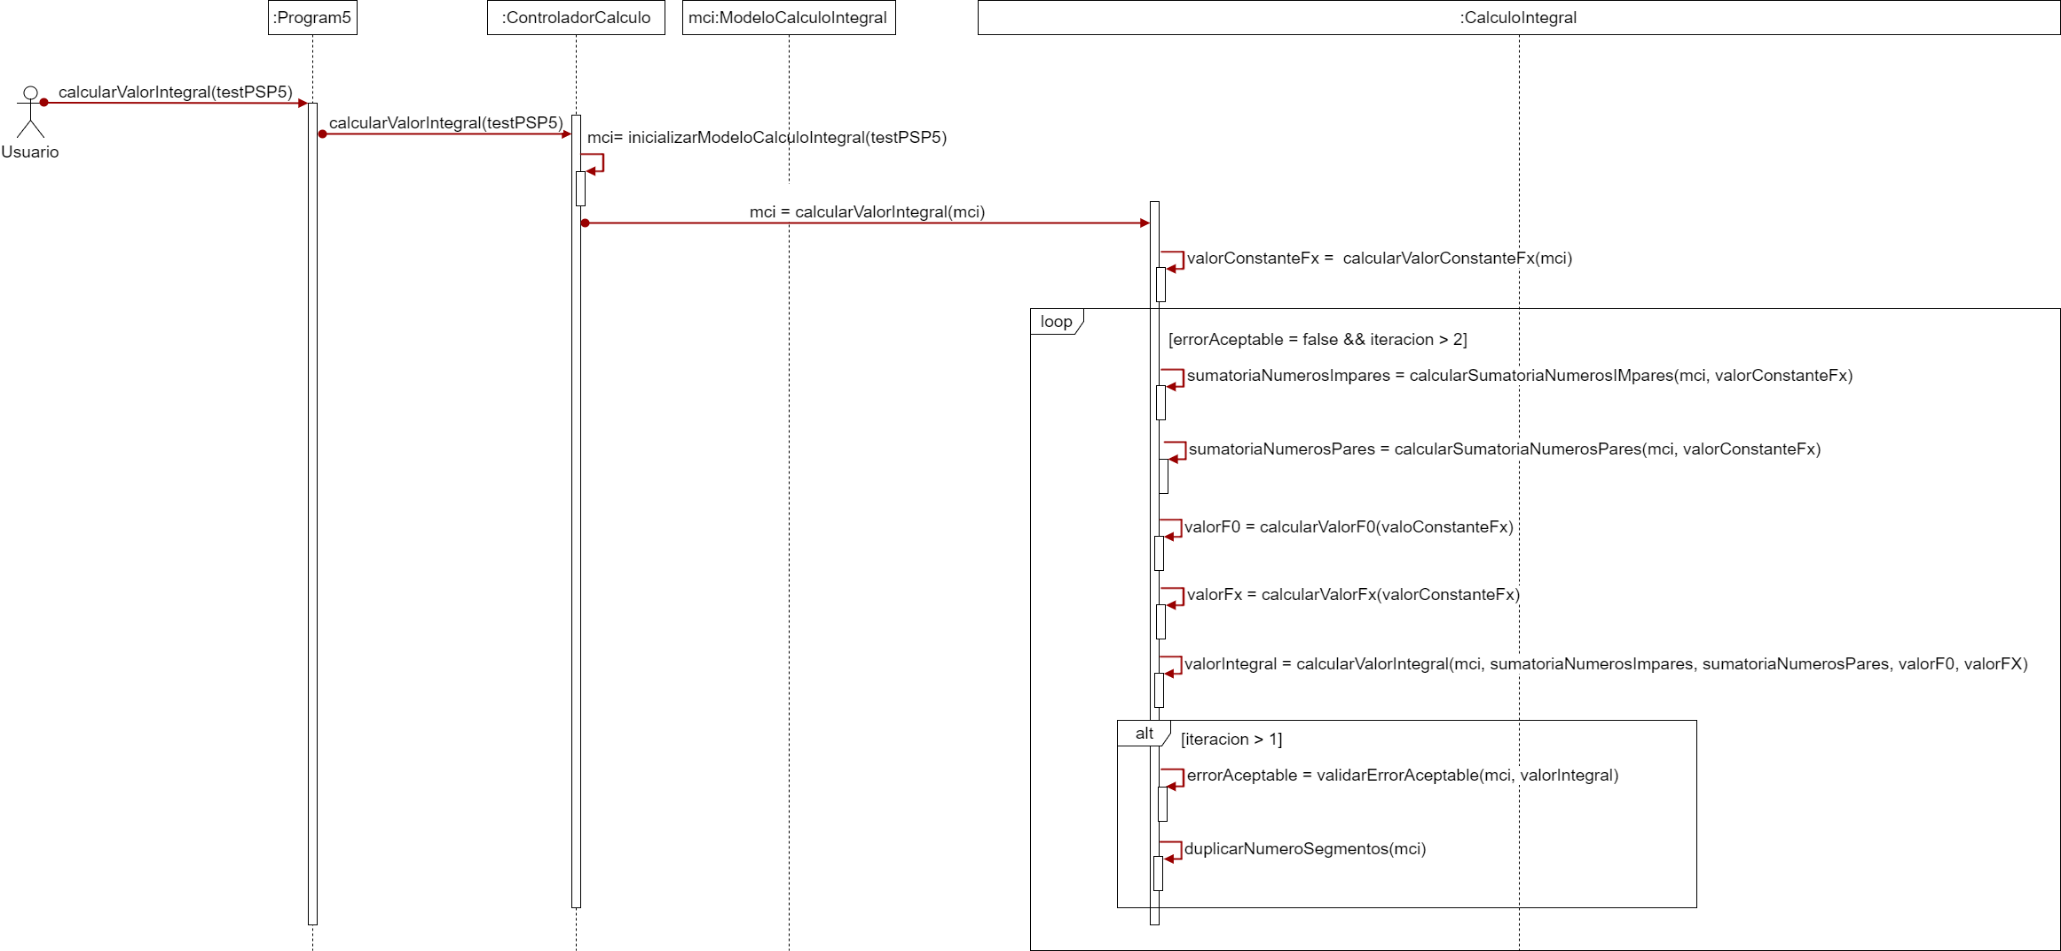 :Program5
:ControladorCalculo
mci:ModeloCalculoIntegral
:CalculoIntegral
calcularValorIntegral(testPSP5)
Usuario
calcularValorIntegral(testPSP5)
mci= inicializarModeloCalculoIntegral(testPSP5)
mci = calcularValorIntegral(mci)
valorConstanteFx = calcularValorConstanteFx(mci)
loop
[errorAceptable = false && iteracion > 2]
sumatoriaNumerosImpares = calcularSumatoriaNumerosIMpares(mci, valorConstanteFx)
sumatoriaNumerosPares = calcularSumatoriaNumerosPares(mci, valorConstanteFx)
valorF0 = calcularValorF0(valoConstanteFx)
valorFx = calcularValorFx(valorConstanteFx)
valorIntegral = calcularValorIntegral(mci, sumatoriaNumerosImpares, sumatoriaNumerosPares, valorF0, valorFX)
alt
[iteracion > 1]
errorAceptable = validarErrorAceptable(mci, valorIntegral)
duplicarNumeroSegmentos(mci)